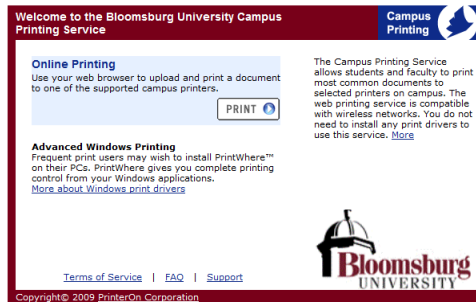 Welcome to the Bloomsburg University Campus
Printing Service
Campus
Printing
Online Printing
Use your web browser to upload and print a document
to one of the supported campus printers.
PRINT
Advanced Windows Printing
Frequent print users may wish to install PrintWhere™
on their PCs. PrintWhere gives you complete printing
control from your Windows applications.
More about Windows print drivers
The Campus Printing Service
allows students and faculty to print
most common documents to
selected printers on campus. The
web printing service is compatible
with wireless networks. You do not
need to install any print drivers to
use this service. More
Bloomsburg
UNIVERSITY
Terms of Service | FAQ | Support
Copyright© 2009 PrinterOn Corporation